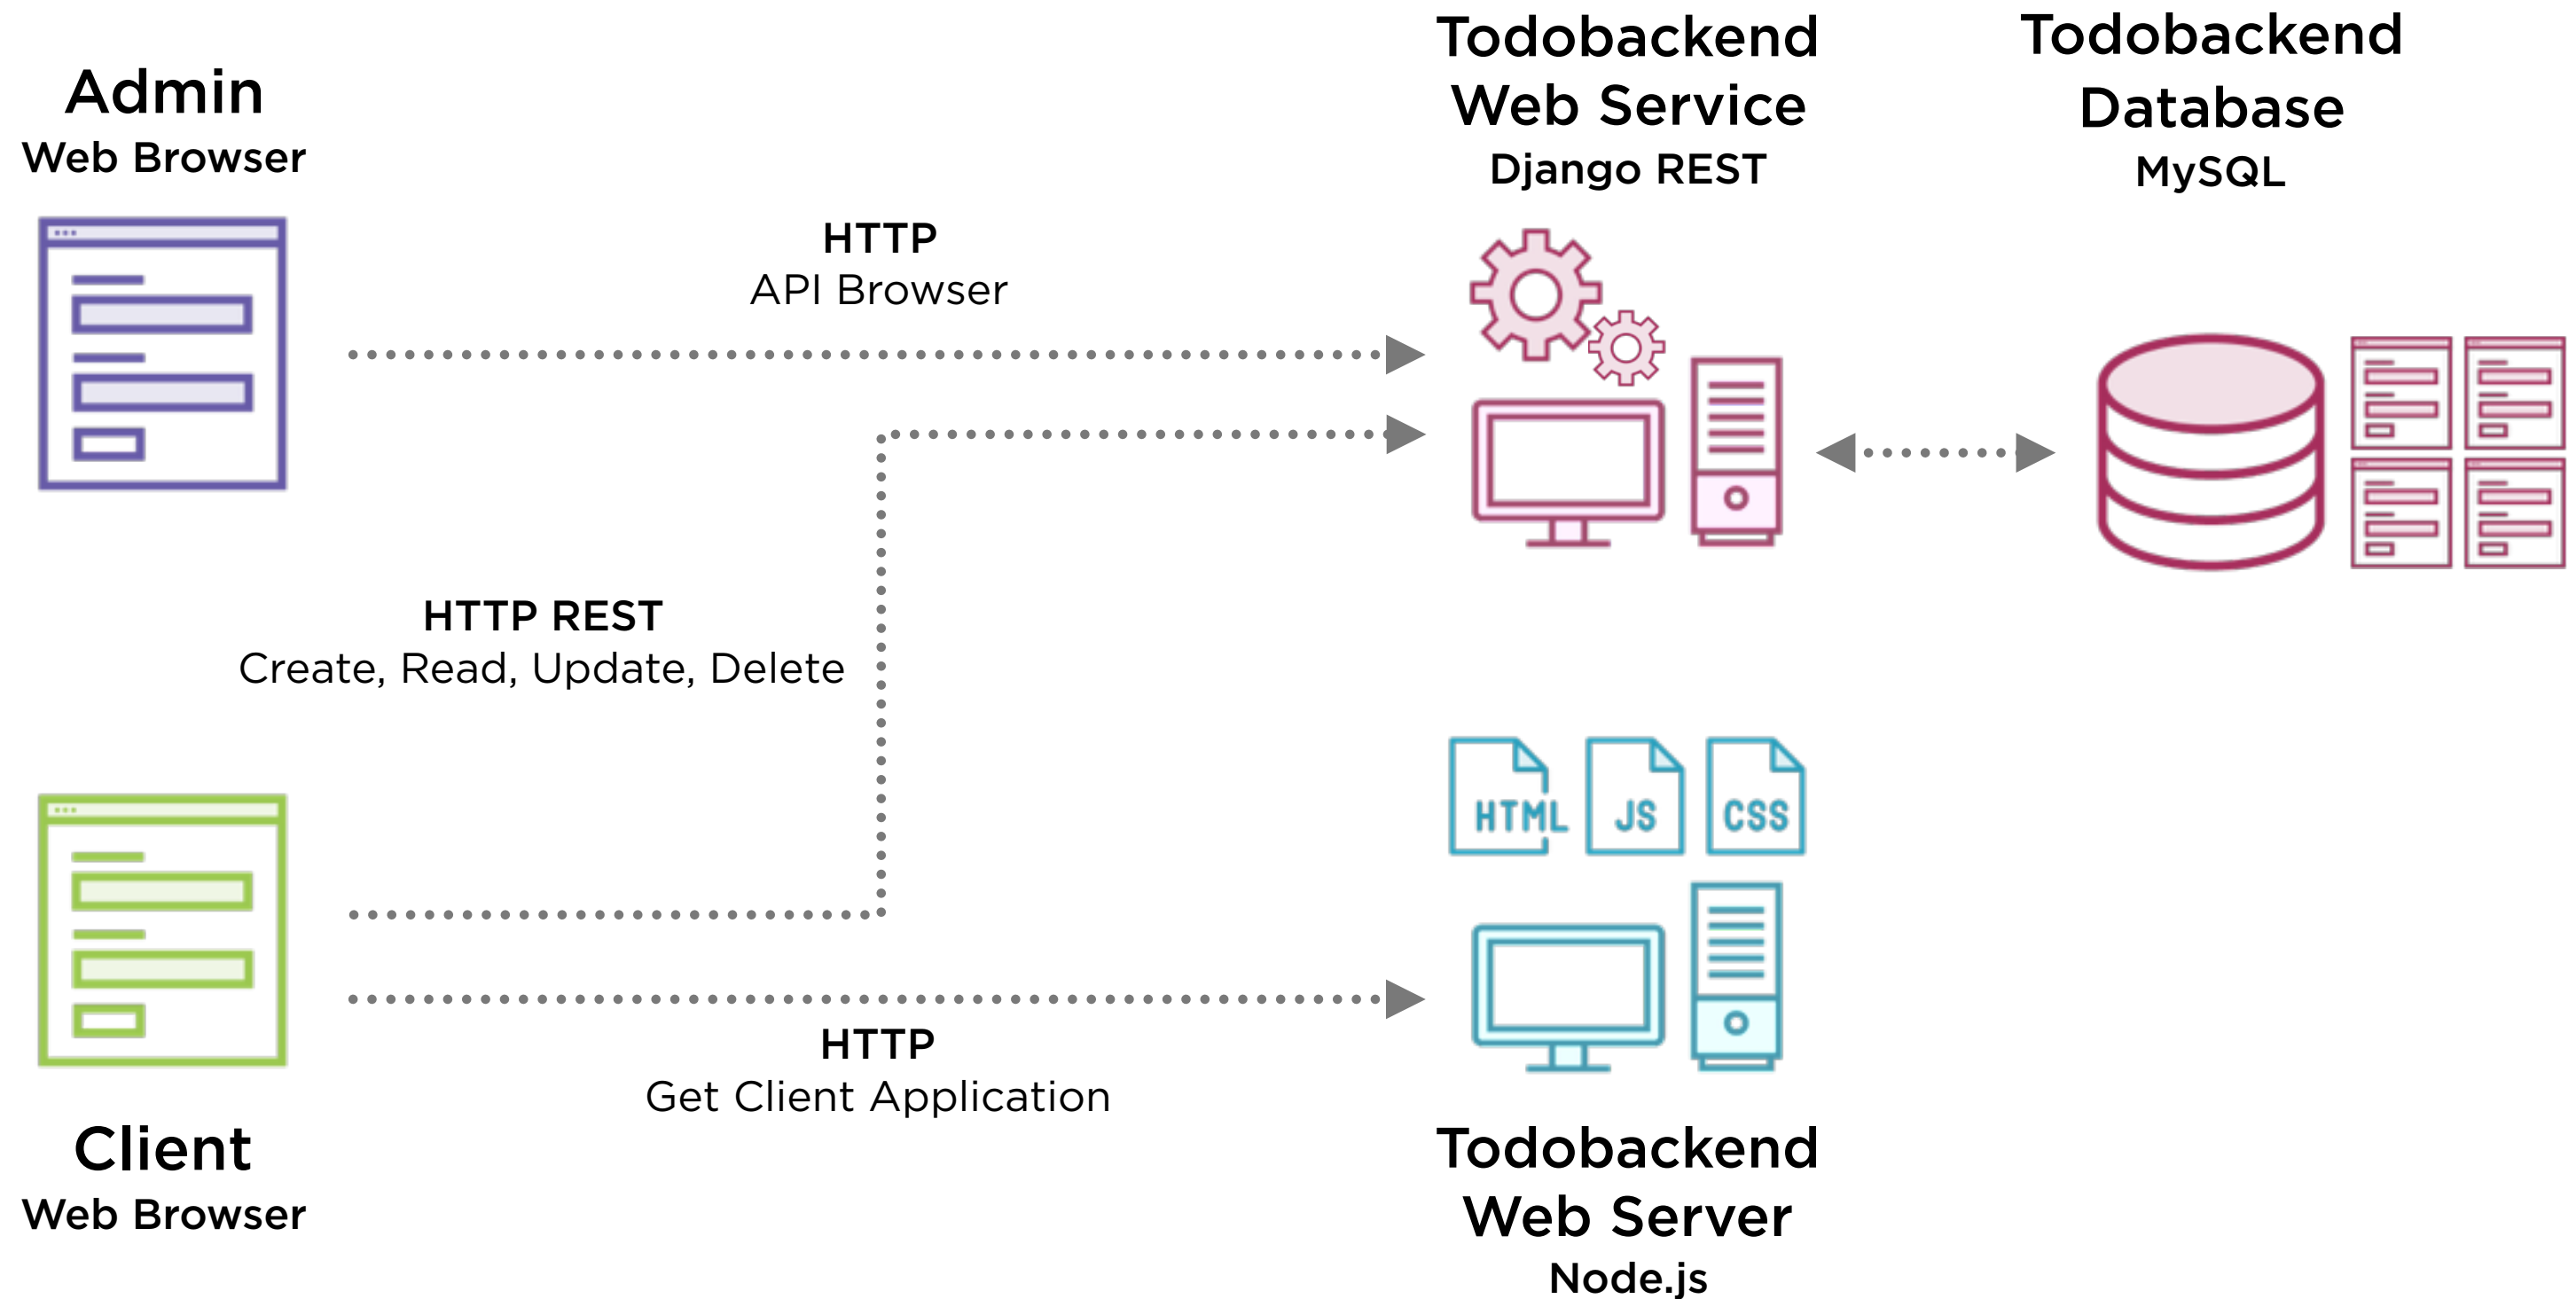 Admin
Web Browser
HTTP
API Browser
Todobackend
Web Service
Django REST
Todobackend
Database
MySQL
HTTP REST
Create, Read, Update, Delete
HTML
JS
CSS
HTTP
Get Client Application
Client
Web Browser
Todobackend
Web Server
Node.js